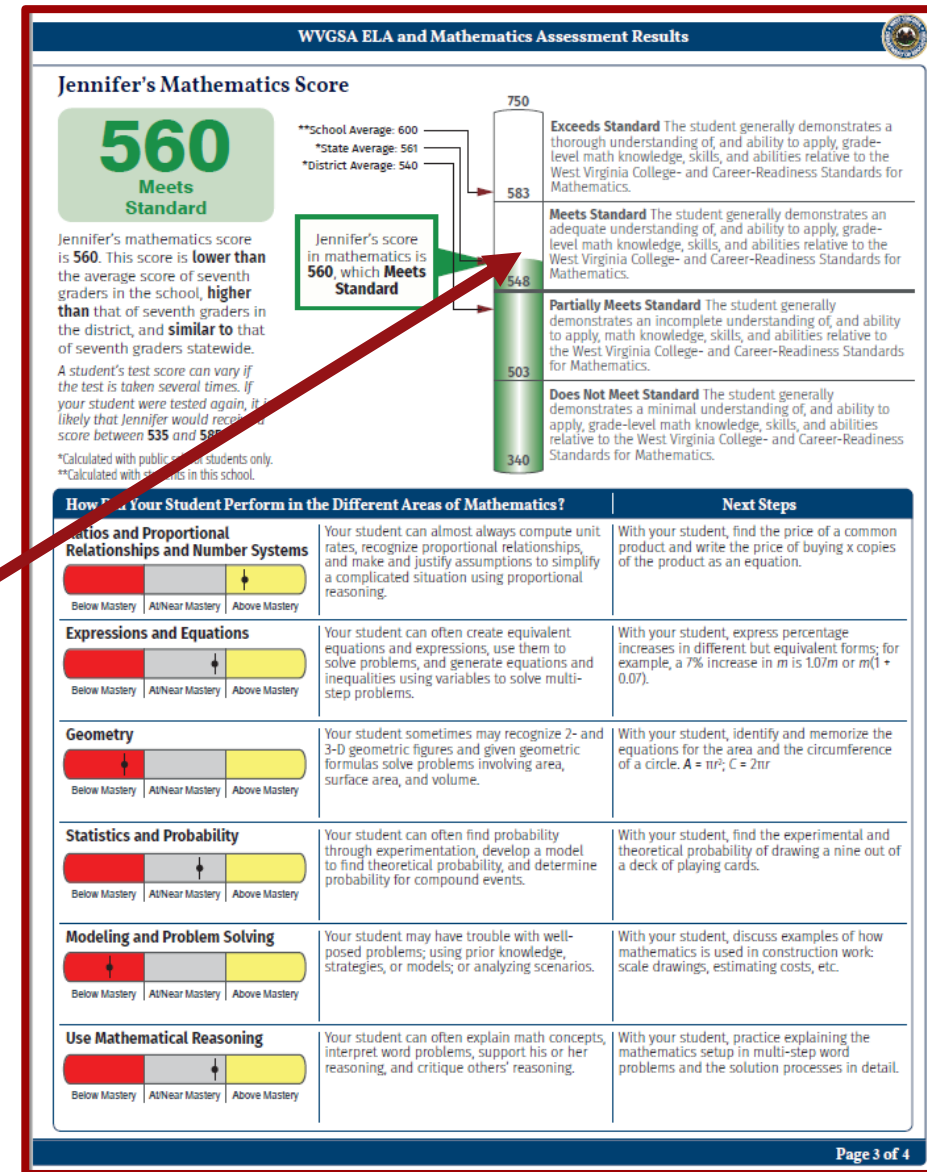 WVGSA ELA and Mathematics Assessment Results
Jennifer's Mathematics Score
560
Meets
Standard
Jennifer's mathematics score
is 560. This score is lower than
the average score of seventh
graders in the school, higher
than that of seventh graders in
the district, and similar to that
of seventh graders statewide.
A student's test score can vary if
the test is taken several times. If
your student were tested again, it
likely that Jennifer would
score between 535 and
*Calculated with public students only.
**Calculated with in this school.
**School Average: 600
*State Average: 561
*District Average: 540
Jennifer's score
in mathematics is
560, which Meets
Standard
750
583
548
503
340
Exceeds Standard The student generally demonstrates a
thorough understanding of, and ability to apply, grade-
level math knowledge, skills, and abilities relative to the
West Virginia College- and Career-Readiness Standards for
Mathematics.
Meets Standard The student generally demonstrates an
adequate understanding of, and ability to apply, grade-
level math knowledge, skills, and abilities relative to the
West Virginia College- and Career-Readiness Standards for
Mathematics.
Partially Meets Standard The student generally
demonstrates an incomplete understanding of, and ability
to apply, math knowledge, skills, and abilities relative to
the West Virginia College- and Career-Readiness Standards
for Mathematics.
Does Not Meet Standard The student generally
demonstrates a minimal understanding of, and ability to
apply, grade-level math knowledge, skills, and abilities
relative to the West Virginia College- and Career-Readiness
Standards for Mathematics.
How Your Student Perform in the Different Areas of Mathematics?
Next Steps
Ratios and Proportional
Relationships and Number Systems
Below Mastery At/Near Mastery Above Mastery
Your student can almost always compute unit
rates, recognize proportional relationships,
and make and justify assumptions to simplify
a complicated situation using proportional
reasoning.
With your student, find the price of a common
product and write the price of buying x copies
of the product as an equation.
Expressions and Equations
Below Mastery At/Near Mastery Above Mastery
Your student can often create equivalent
equations and expressions, use them to
solve problems, and generate equations and
inequalities using variables to solve multi-
step problems.
With your student, express percentage
increases in different but equivalent forms; for
example, a 7% increase in m is 1.07m or m(1 +
0.07).
Geometry
Below Mastery At/Near Mastery Above Mastery
Your student sometimes may recognize 2- and
3-D geometric figures and given geometric
formulas solve problems involving area,
surface area, and volume.
With your student, identify and memorize the
equations for the area and the circumference
of a circle. A = πr²; C = 2πr
Statistics and Probability
Below Mastery At/Near Mastery Above Mastery
Your student can often find probability
through experimentation, develop a model
to find theoretical probability, and determine
probability for compound events.
With your student, find the experimental and
theoretical probability of drawing a nine out of
a deck of playing cards.
Modeling and Problem Solving
Below Mastery At/Near Mastery Above Mastery
Your student may have trouble with well-
posed problems; using prior knowledge,
strategies, or models; or analyzing scenarios.
With your student, discuss examples of how
mathematics is used in construction work:
scale drawings, estimating costs, etc.
Use Mathematical Reasoning
Below Mastery At/Near Mastery Above Mastery
Your student can often explain math concepts,
interpret word problems, support his or her
reasoning, and critique others' reasoning.
With your student, practice explaining the
mathematics setup in multi-step word
problems and the solution processes in detail.
Page 3 of 4